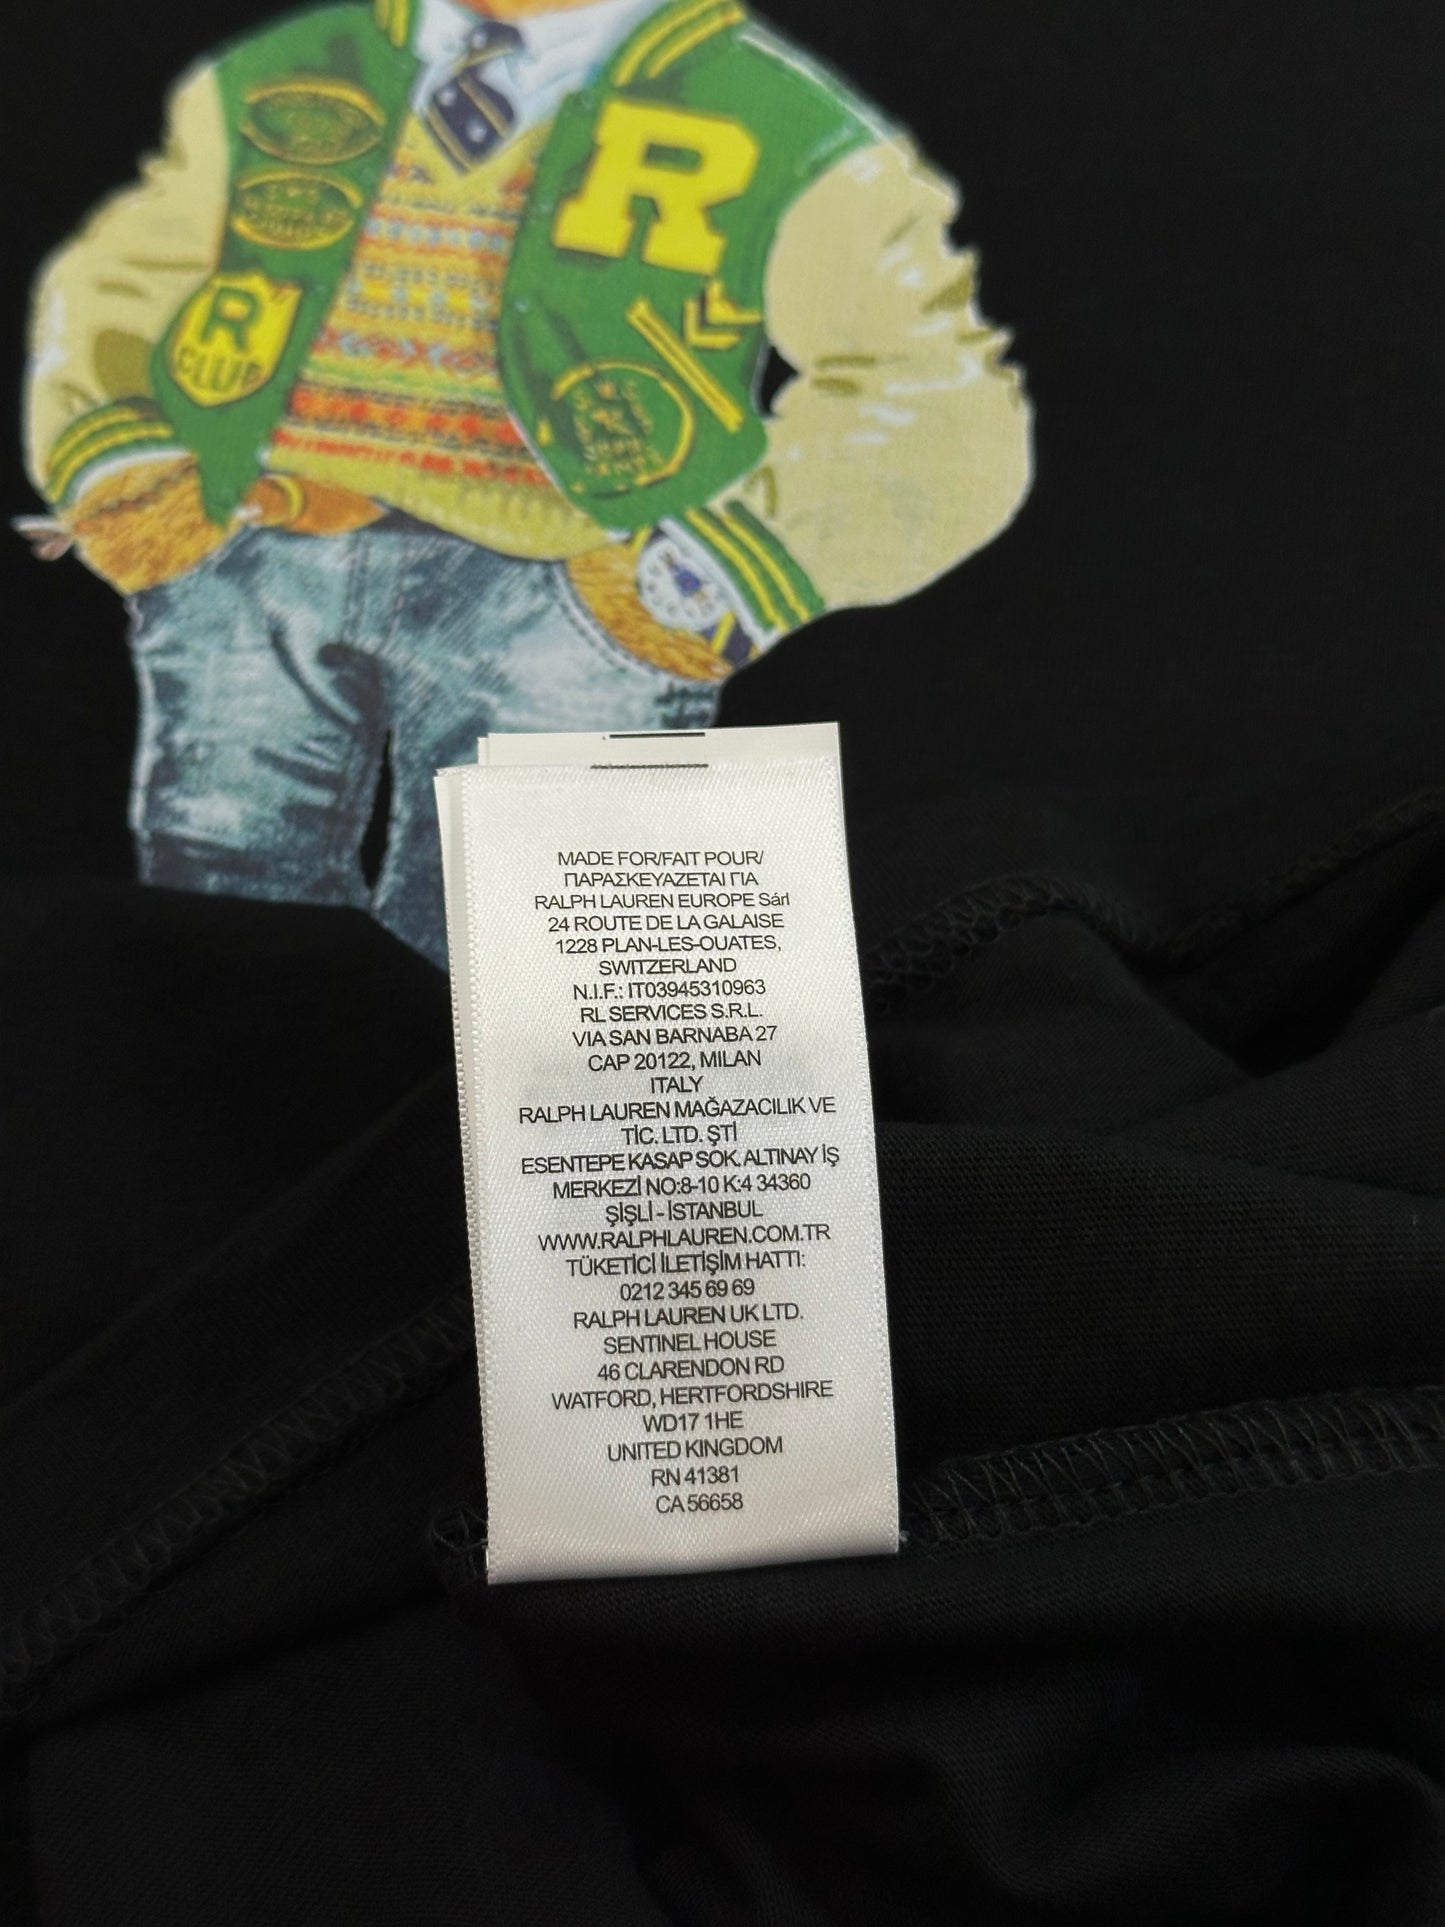 R
R
CLUB
MADE FOR/FAIT POUR/
ΠΑΡΑΣΚΕΥΑΖΕΤΑΙ ΓΙΑ
RALPH LAUREN EUROPE Sárl
24 ROUTE DE LA GALAISE
1228 PLAN-LES-OUATES,
SWITZERLAND
N.I.F.: IT03945310963
RL SERVICES S.R.L.
VIA SAN BARNABA 27
CAP 20122, MILAN
ITALY
RALPH LAUREN MAĞAZACILIK VE
TİC. LTD. ŞTİ
ESENTEPE KASAP SOK. ALTINAY İŞ
MERKEZİ NO:8-10 K:4 34360
ŞİŞLİ - İSTANBUL
WWW.RALPHLAUREN.COM.TR
TÜKETİCİ İLETİŞİM HATTI:
0212 345 69 69
RALPH LAUREN UK LTD.
SENTINEL HOUSE
46 CLARENDON RD
WATFORD, HERTFORDSHIRE
WD17 1HE
UNITED KINGDOM
RN 41381
CA 56658